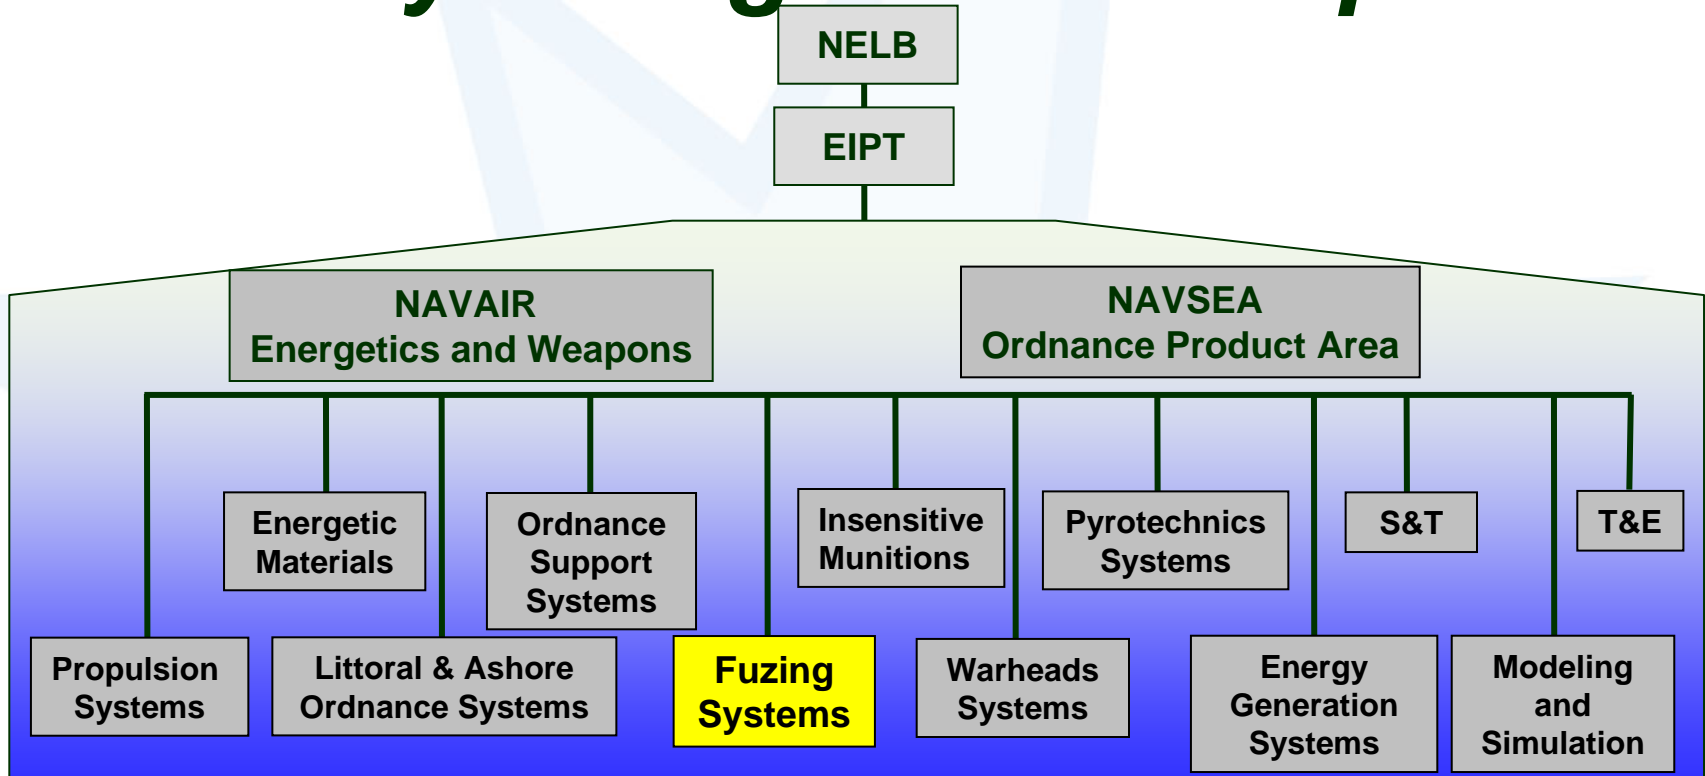 NELB
EIPT
NAVAIR
Energetics and Weapons
NAVSEA
Ordnance Product Area
Energetic
Materials
Ordnance
Support
Systems
Insensitive
Munitions
Pyrotechnics
Systems
S&T
T&E
Propulsion
Systems
Littoral & Ashore
Ordnance Systems
Fuzing
Systems
Warheads
Systems
Energy
Generation
Systems
Modeling
and
Simulation